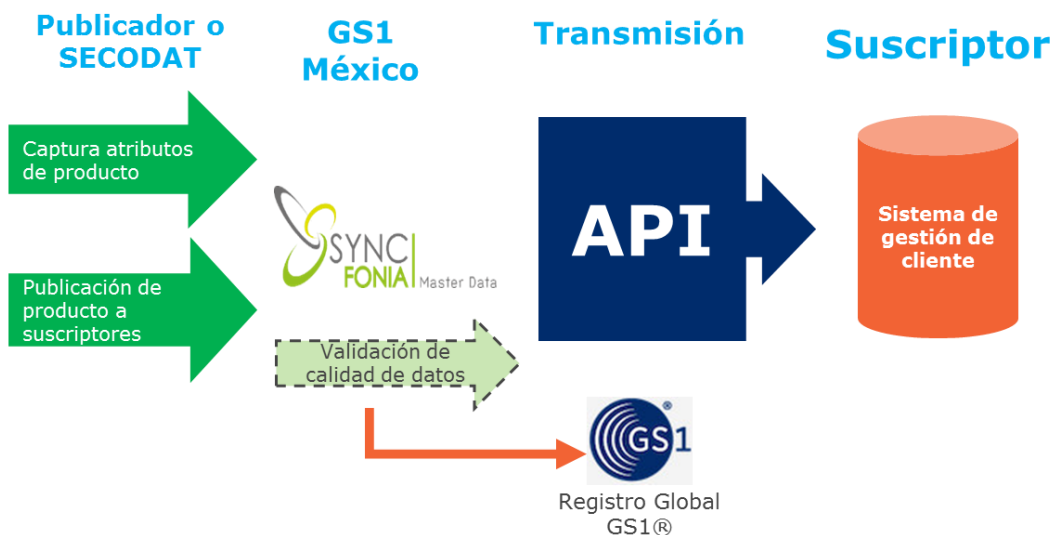 Publicador o
SECODAT
GS1
México
Transmisión
Suscriptor
Captura atributos
de producto
Publicación de
producto a
suscriptores
SYNC
FONIA Master Data
Validación de
calidad de datos
API
Sistema de
gestión de
cliente
GS1®
Registro Global
GS1®